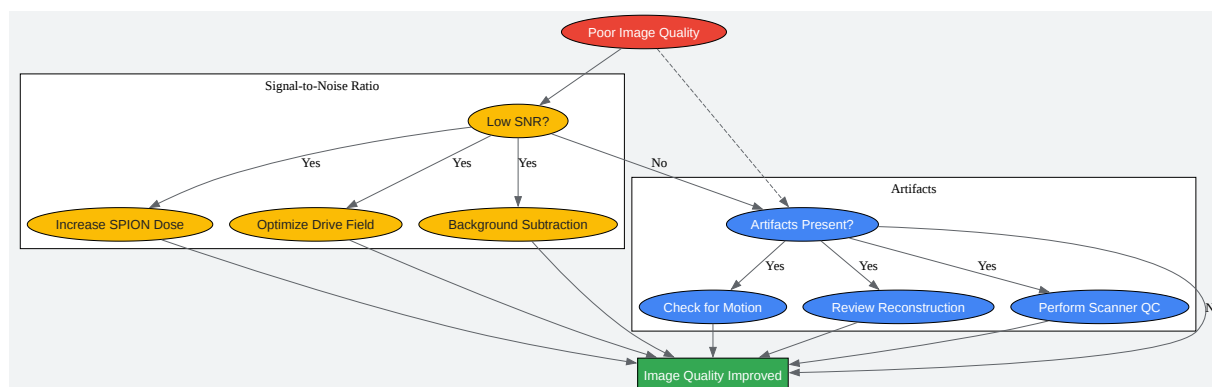 Poor Image Quality
Signal-to-Noise Ratio
Low SNR?
Yes
Yes
Yes
No
Artifacts
Increase SPION Dose
Optimize Drive Field
Background Subtraction
Artifacts Present?
Yes
Yes
Yes
Check for Motion
Review Reconstruction
Perform Scanner QC
Image Quality Improved